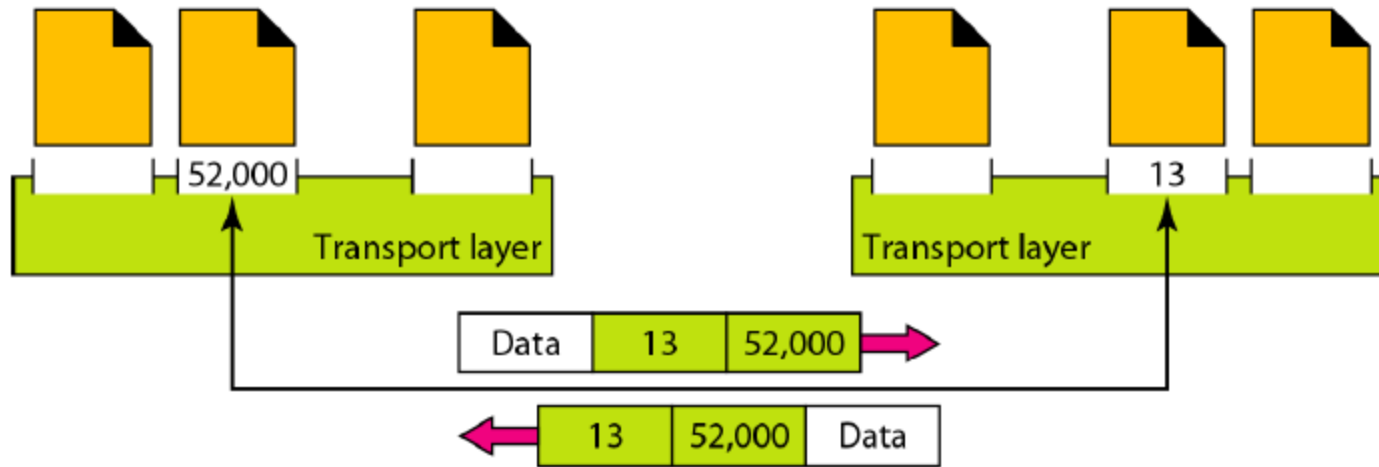 52,000
13
Transport layer
Transport layer
Data 13 52,000
13 52,000 Data